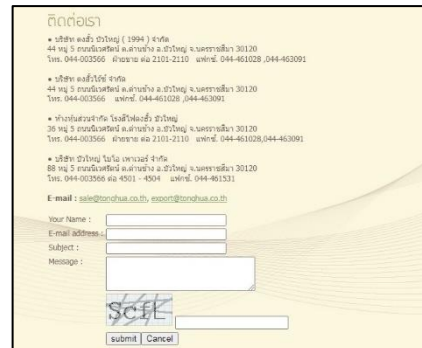 ติดต่อเรา
● บริษัท ตงฮั้ว บัวใหญ่ ( 1994 ) จำกัด
44 หมู่ 5 ถนนนิเวศรัตน์ ต.ด่านช้าง อ.บัวใหญ่ จ.นครราชสีมา 30120
โทร. 044-003566 ฝ่ายขาย ต่อ 2101-2110 แฟกซ์. 044-461028 ,044-463091
● บริษัท ตงฮั้วไรซ์ จำกัด
44 หมู่ 5 ถนนนิเวศรัตน์ ต.ด่านช้าง อ.บัวใหญ่ จ.นครราชสีมา 30120
โทร. 044-003566 แฟกซ์. 044-461028 ,044-463091
● ห้างหุ้นส่วนจำกัด โรงสีไฟตงฮั้ว บัวใหญ่
36 หมู่ 5 ถนนนิเวศรัตน์ ต.ด่านช้าง อ.บัวใหญ่ จ.นครราชสีมา 30120
โทร. 044-003566 ฝ่ายขาย ต่อ 2101-2110 แฟกซ์. 044-461028,044-463091
● บริษัท บัวใหญ่ ไบโอ เพาเวอร์ จำกัด
88 หมู่ 5 ถนนนิเวศรัตน์ ต.ด่านช้าง อ.บัวใหญ่ จ.นครราชสีมา 30120
โทร. 044-003566 ต่อ 4501 - 4504 แฟกซ์. 044-461531
E-mail : sale@tonghua.co.th, export@tonghua.co.th
Your Name :
E-mail address :
Subject :
Message :
submit Cancel